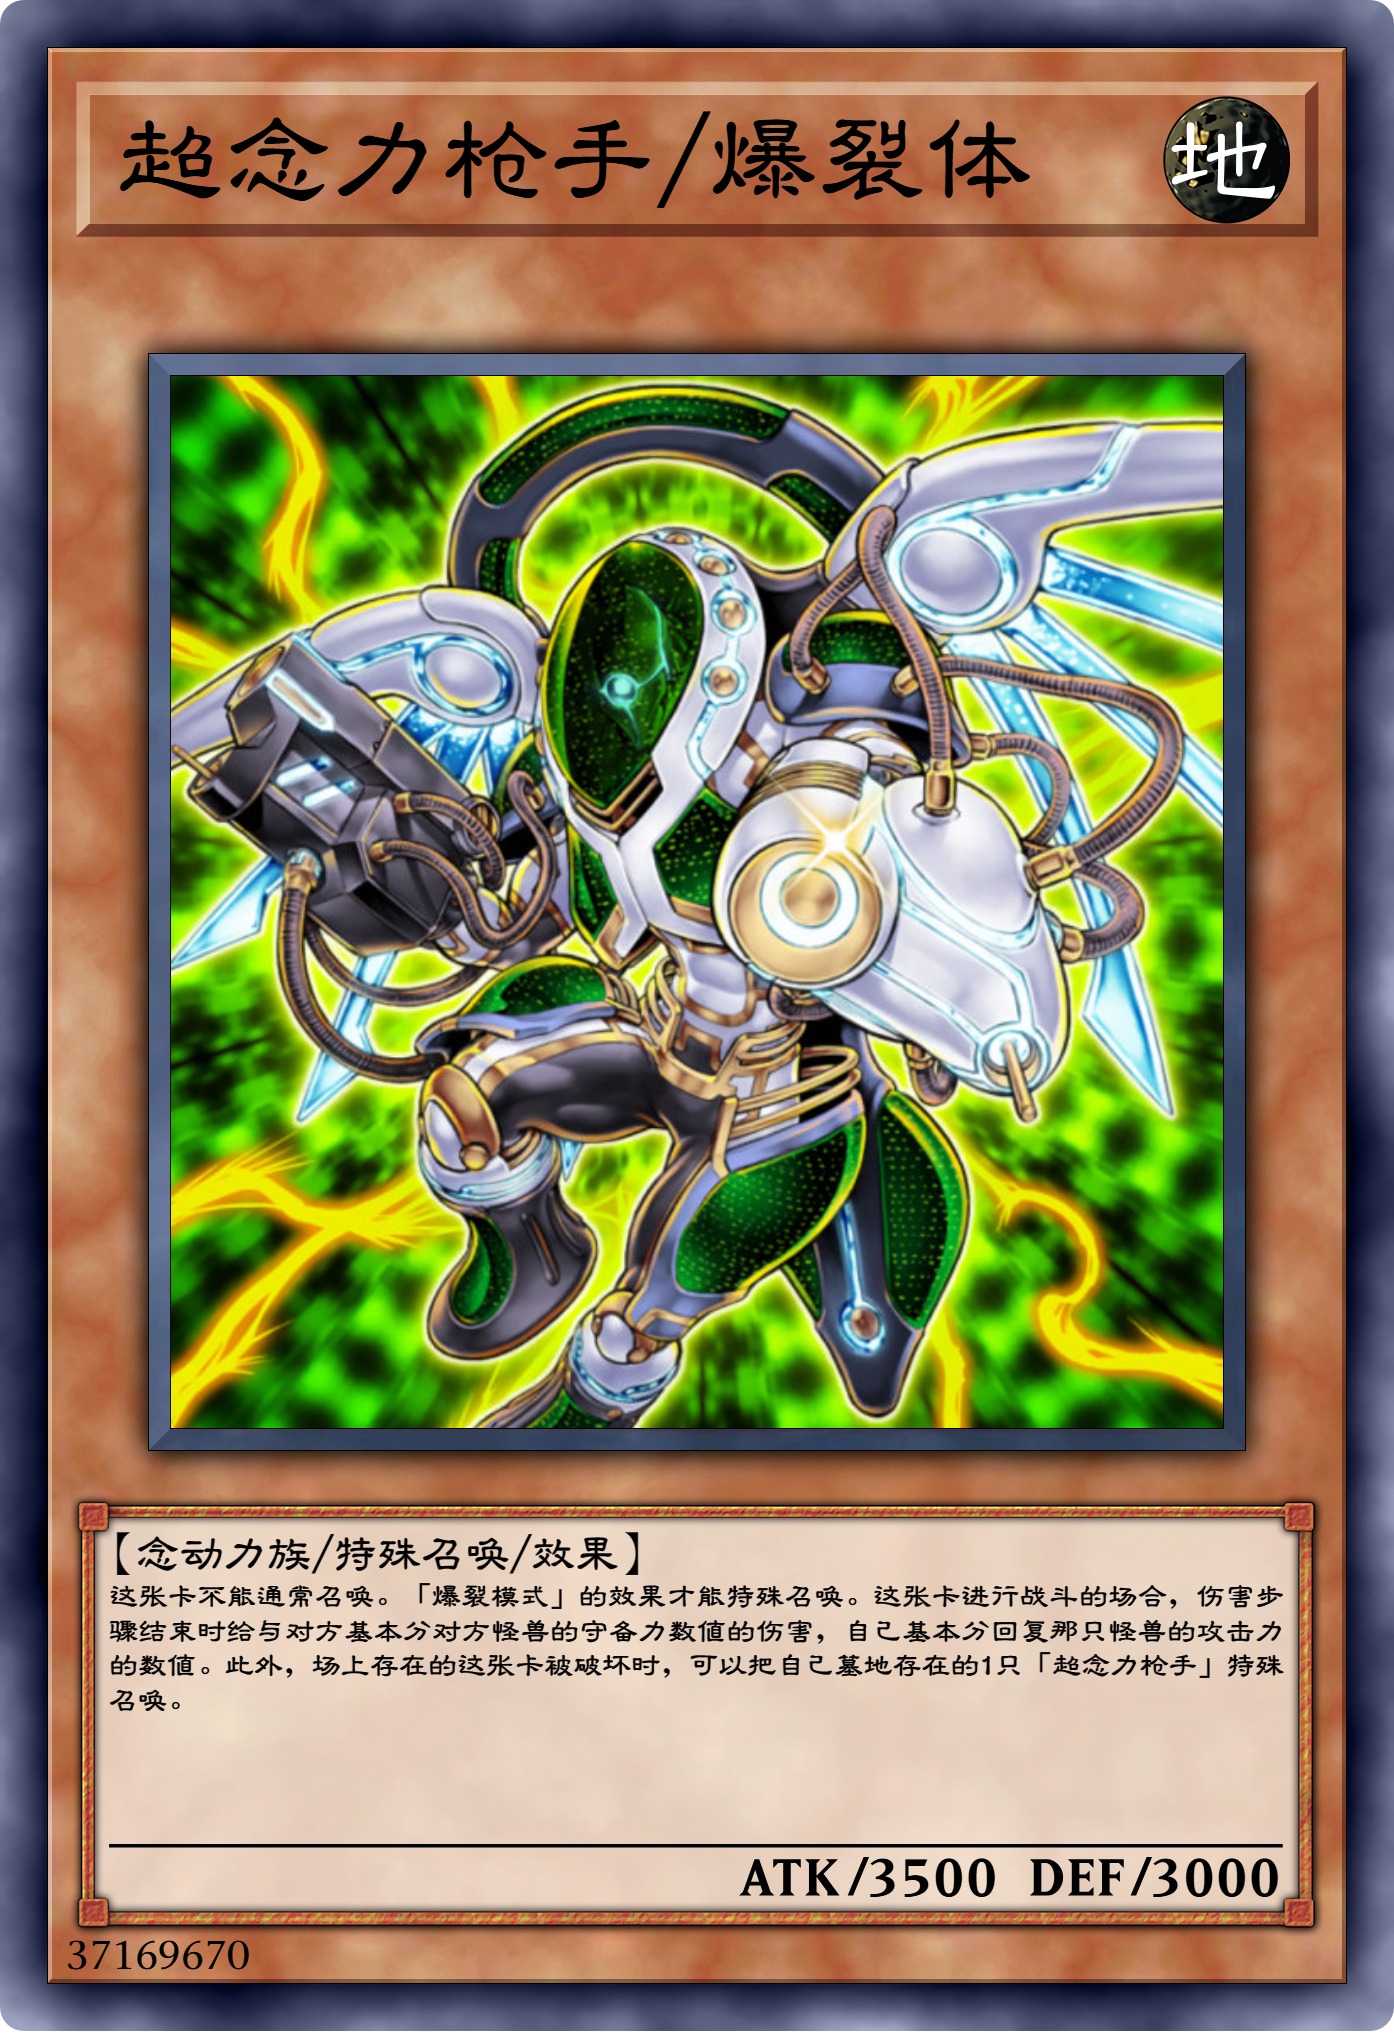 超念力枪手/爆裂体
地
【念动力族/特殊召唤/效果】
这张卡不能通常召唤。「爆裂模式」的效果才能特殊召唤。这张卡进行战斗的场合，伤害步
骤结束时给与对方基本分对方怪兽的守备力数值的伤害，自己基本分回复那只怪兽的攻击力
的数值。此外，场上存在的这张卡被破坏时，可以把自己墓地存在的1只「超念力枪手」特殊
召唤。
ATK/3500 DEF/3000
37169670